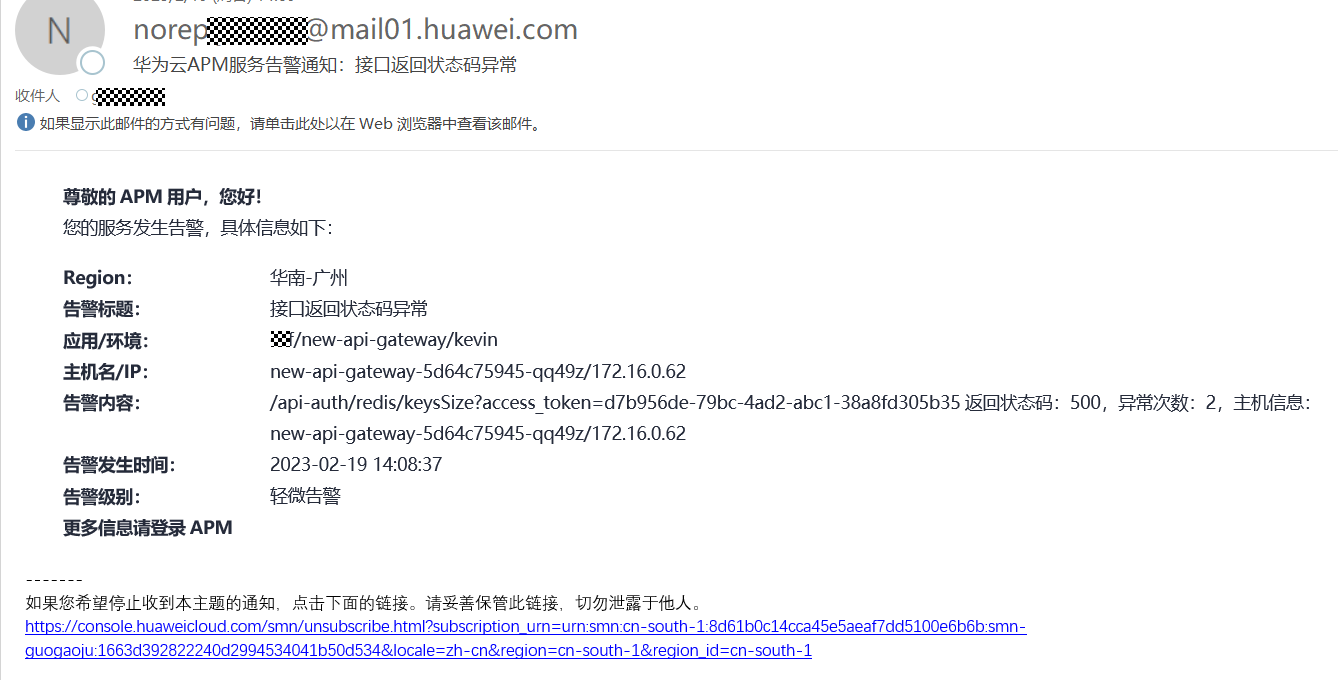 N
norep @mail01.huawei.com
华为云APM服务告警通知：接口返回状态码异常
收件人
如果显示此邮件的方式有问题，请单击此处以在 Web 浏览器中查看该邮件。
尊敬的 APM 用户，您好！
您的服务发生告警，具体信息如下：
Region： 华南-广州
告警标题： 接口返回状态码异常
应用/环境： /new-api-gateway/kevin
主机名/IP： new-api-gateway-5d64c75945-qq49z/172.16.0.62
告警内容： /api-auth/redis/keysSize?access_token=d7b956de-79bc-4ad2-abc1-38a8fd305b35 返回状态码：500，异常次数：2，主机信息：
new-api-gateway-5d64c75945-qq49z/172.16.0.62
告警发生时间： 2023-02-19 14:08:37
告警级别： 轻微告警
更多信息请登录 APM
-------
如果您希望停止收到本主题的通知，点击下面的链接。请妥善保管此链接，切勿泄露于他人。
https://console.huaweicloud.com/smn/unsubscribe.html?subscription_urn=urn:smn:cn-south-1:8d61b0c14cca45e5aeaf7dd5100e6b6b:smn-
guogaoju:1663d392822240d2994534041b50d534&locale=zh-cn&region=cn-south-1&region_id=cn-south-1